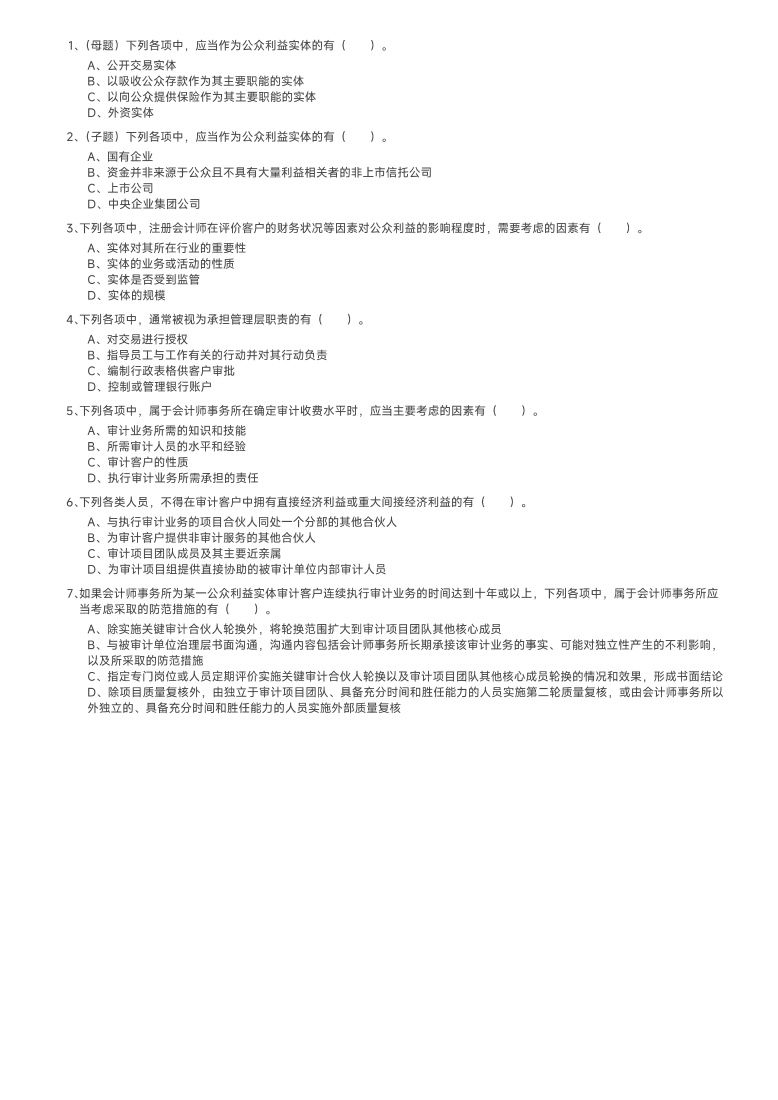 1、（母题）下列各项中，应当作为公众利益实体的有（　　）。
A、公开交易实体
B、以吸收公众存款作为其主要职能的实体
C、以向公众提供保险作为其主要职能的实体
D、外资实体
2、（子题）下列各项中，应当作为公众利益实体的有（　　）。
A、国有企业
B、资金并非来源于公众且不具有大量利益相关者的非上市信托公司
C、上市公司
D、中央企业集团公司
3、下列各项中，注册会计师在评价客户的财务状况等因素对公众利益的影响程度时，需要考虑的因素有（　　）。
A、实体对其所在行业的重要性
B、实体的业务或活动的性质
C、实体是否受到监管
D、实体的规模
4、下列各项中，通常被视为承担管理层职责的有（　　）。
A、对交易进行授权
B、指导员工与工作有关的行动并对其行动负责
C、编制行政表格供客户审批
D、控制或管理银行账户
5、下列各项中，属于会计师事务所在确定审计收费水平时，应当主要考虑的因素有（　　）。
A、审计业务所需的知识和技能
B、所需审计人员的水平和经验
C、审计客户的性质
D、执行审计业务所需承担的责任
6、下列各类人员，不得在审计客户中拥有直接经济利益或重大间接经济利益的有（　　）。
A、与执行审计业务的项目合伙人同处一个分部的其他合伙人
B、为审计客户提供非审计服务的其他合伙人
C、审计项目团队成员及其主要近亲属
D、为审计项目组提供直接协助的被审计单位内部审计人员
7、如果会计师事务所为某一公众利益实体审计客户连续执行审计业务的时间达到十年或以上，下列各项中，属于会计师事务所应
当考虑采取的防范措施的有（　　）。
A、除实施关键审计合伙人轮换外，将轮换范围扩大到审计项目团队其他核心成员
B、与被审计单位治理层书面沟通，沟通内容包括会计师事务所长期承接该审计业务的事实、可能对独立性产生的不利影响，
以及所采取的防范措施
C、指定专门岗位或人员定期评价实施关键审计合伙人轮换以及审计项目团队其他核心成员轮换的情况和效果，形成书面结论
D、除项目质量复核外，由独立于审计项目团队、具备充分时间和胜任能力的人员实施第二轮质量复核，或由会计师事务所以
外独立的、具备充分时间和胜任能力的人员实施外部质量复核